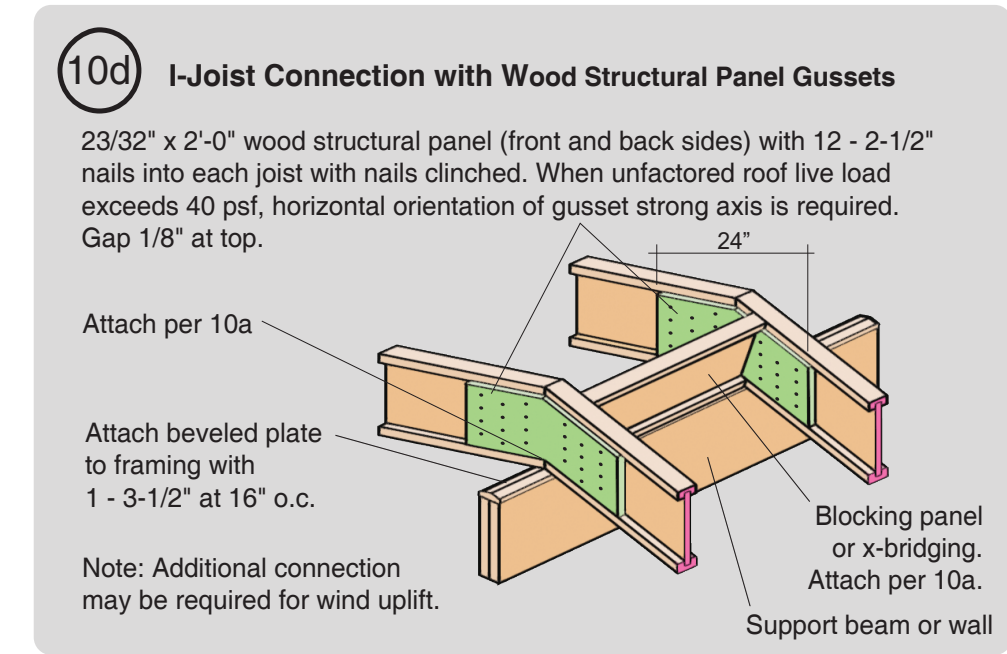 10d
I-Joist Connection with Wood Structural Panel Gussets
23/32" x 2'-0" wood structural panel (front and back sides) with 12 - 2-1/2"
nails into each joist with nails clinched. When unfactored roof live load
exceeds 40 psf, horizontal orientation of gusset strong axis is required.
Gap 1/8" at top.
24”
Attach per 10a
Attach beveled plate
to framing with
1 - 3-1/2" at 16" o.c.
Note: Additional connection
may be required for wind uplift.
Blocking panel
or x-bridging.
Attach per 10a.
Support beam or wall